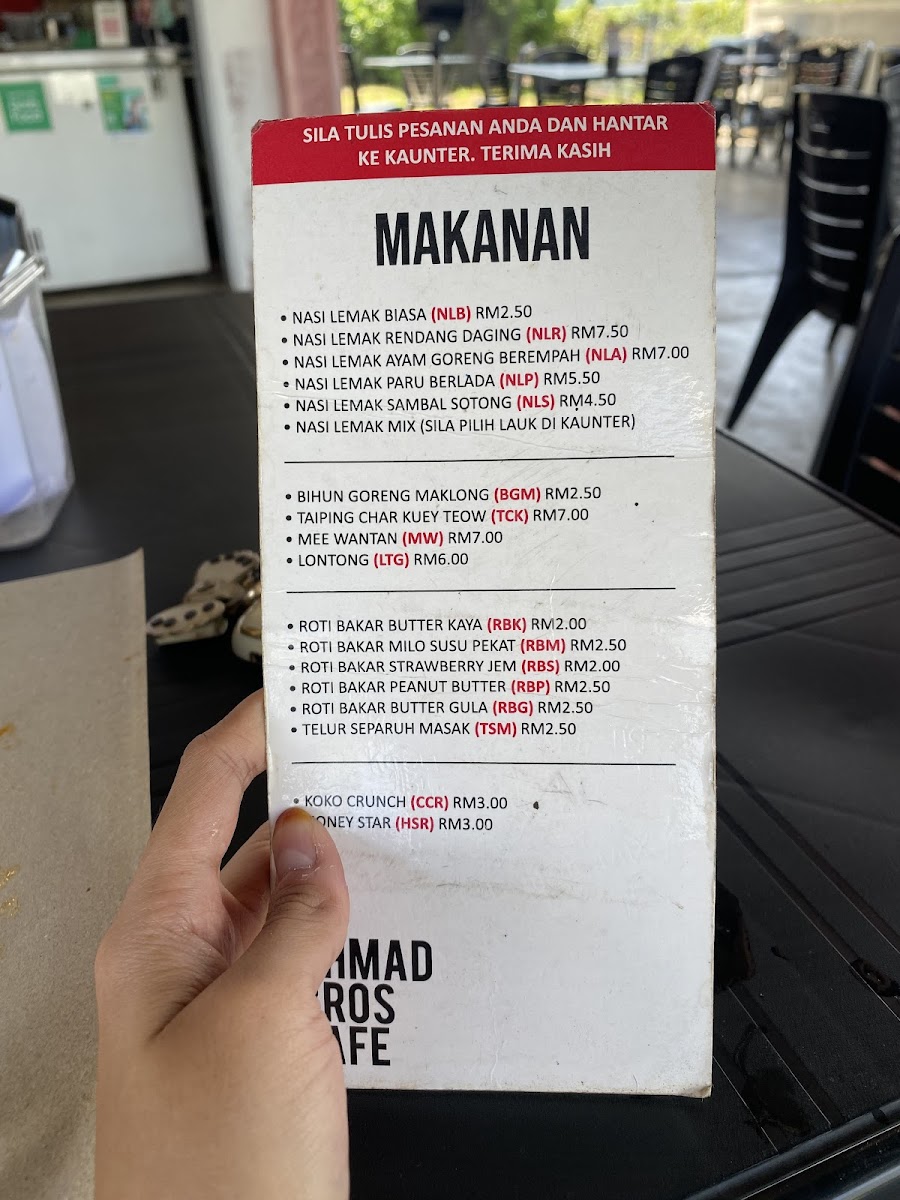 SILA TULIS PESANAN ANDA DAN HANTAR
KE KAUNTER. TERIMA KASIH
MAKANAN
• NASI LEMAK BIASA (NLB) RM2.50
• NASI LEMAK RENDANG DAGING (NLR) RM7.50
• NASI LEMAK AYAM GORENG BEREMPAH (NLA) RM7.00
• NASI LEMAK PARU BERLADA (NLP) RM5.50
• NASI LEMAK SAMBAL SOTONG (NLS) RM4.50
• NASI LEMAK MIX (SILA PILIH LAUK DI KAUNTER)
• BIHUN GORENG MAKLONG (BGM) RM2.50
• TAIPING CHAR KUEY TEOW (TCK) RM7.00
• MEE WANTAN (MW) RM7.00
• LONTONG (LTG) RM6.00
• ROTI BAKAR BUTTER KAYA (RBK) RM2.00
• ROTI BAKAR MILO SUSU PEKAT (RBM) RM2.50
• ROTI BAKAR STRAWBERRY JEM (RBS) RM2.00
• ROTI BAKAR PEANUT BUTTER (RBP) RM2.50
• ROTI BAKAR BUTTER GULA (RBG) RM2.50
• TELUR SEPARUH MASAK (TSM) RM2.50
• KOKO CRUNCH (CCR) RM3.00
ONEY STAR (HSR) RM3.00
HMAD
ROS
AFE